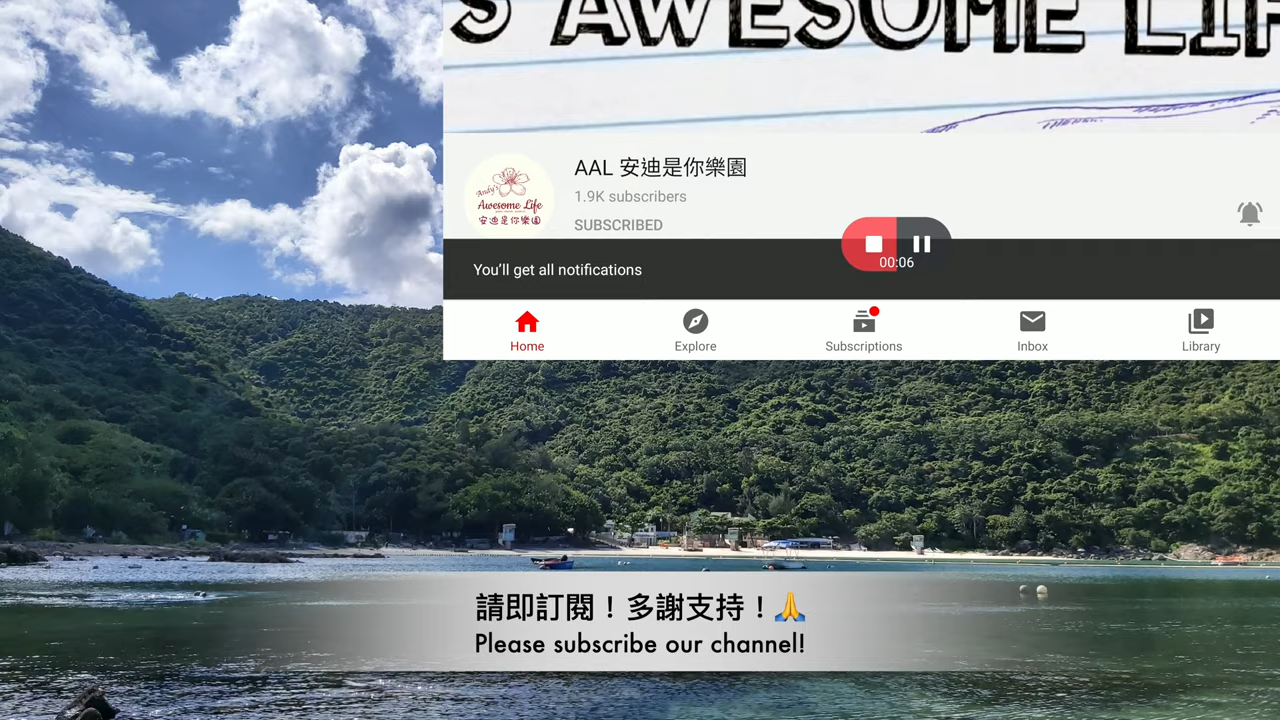 S AWESOME LIF
AAL 安迪是你樂園
1.9K subscribers
SUBSCRIBED
Andy's
Awesome Life
安迪是你樂園
You'll get all notifications
00:06
Home
Explore
Subscriptions
Inbox
Library
請即訂閱！多謝支持！🙏
Please subscribe our channel!